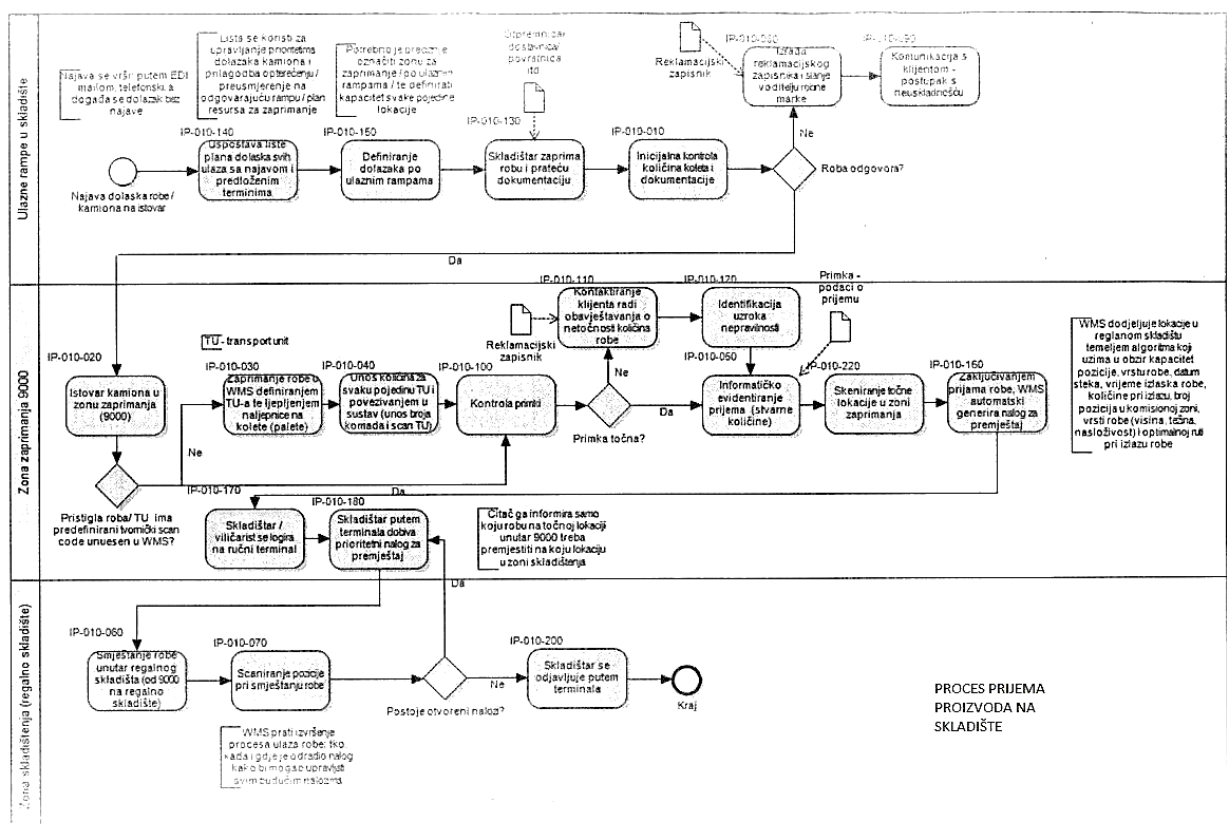 Ulazne rampe u skladište
Najava se vrši putem EDI
mailom, telefonski, a
događa se dolazak bez
najave
Lista se koristi za
upravljanje prioritetima
dolazaka kamiona i
prilagodba opterećenju /
preusmjerenje na
odgovarajuću rampu / plan
resursa za zaprimanje
Potrebno je preciznije
označiti zonu za
zaprimanje / po ulaznim
rampama / te definirati
kapacitet svake pojedine
lokacije
dostavnica/
povratnica
itd
Reklamacijski
zapisnik
Izrada
reklamacijskog
zapisnika i slanje
voditelju robne
marke
Komunikacija s
klijentom -
postupak s
neuskladnošću
IP-010-140
IP-010-150
IP-010-130
IP-010-010
Ne
Najava dolaska robe /
kamiona na istovar
Uspostava liste
plana dolaska svih
ulaza sa najavom i
predloženim
terminima
Definiranje
dolazaka po
ulaznim rampama
Skladištar zaprima
robu i prateću
dokumentaciju
Inicijalna kontrola
količina koleta i
dokumentacije
Roba odgovora?
Da
Zona zaprimanja 9000
IP-010-110
Kontaktiranje
klijenta radi
obavještavanja o
netočnosti količina
robe
IP-010-120
Identifikacija
uzroka
nepravilnosti
Primka -
podaci o
prijemu
Reklamacijski
zapisnik
TU - transport unit
IP-010-020
Istovar kamiona u
zonu zaprimanja
(9000)
IP-010-030
Zaprimanje robe u
WMS definiranjem
TU-a te ljepljenjem
naljepnice na
kolete (palete)
IP-010-040
Unos količina za
svaku pojedinu TU i
povezivanjem u
sustav (unos broja
komada i scan TU)
IP-010-100
Kontrola primki
Ne
Primka točna?
Da
IP-010-050
Informatičko
evidentiranje
prijema (stvarne
količine)
IP-010-220
Skeniranje točne
lokacije u zoni
zaprimanja
IP-010-160
Zaključivanjem
prijama robe, WMS
automatski
generira nalog za
premještaj
WMS dodjeljuje lokacije u
reglanom skladištu
temeljem algoritma koji
uzima u obzir kapacitet
pozicije, vrstu robe, datum
isteka, vrijeme izlaska robe,
količine pri izlazu, broj
pozicija u komisionoj zoni,
vrsti robe (visina, težina,
nasloživost) i optimalnoj ruti
pri izlazu robe
Ne
Da
Pristigla roba/ TU ima
predefinirani tvornički scan
code unuesen u WMS?
IP-010-170
Skladištar /
viličarist se logira
na ručni terminal
IP-010-180
Skladištar putem
terminala dobiva
prioritetni nalog za
premještaj
Čitač ga informira samo
koju robu na točnoj lokaciji
unutar 9000 treba
premjestiti na koju lokaciju
u zoni skladištenja
Da
Zona skladištenja (regalno skladište)
IP-010-060
Smještanje robe
unutar regalnog
skladišta (od 9000
na regalno
skladište)
IP-010-070
Scaniranje pozicije
pri smještanju robe
Postoje otvoreni nalozi?
Ne
IP-010-200
Skladištar se
odjavljuje putem
terminala
Kraj
WMS prati izvršenje
procesa ulaza robe: tko,
kada i gdje je odradio nalog
kako bi mogao upravljati
svim budućim nalozima
PROCES PRIJEMA
PROIZVODA NA
SKLADIŠTE